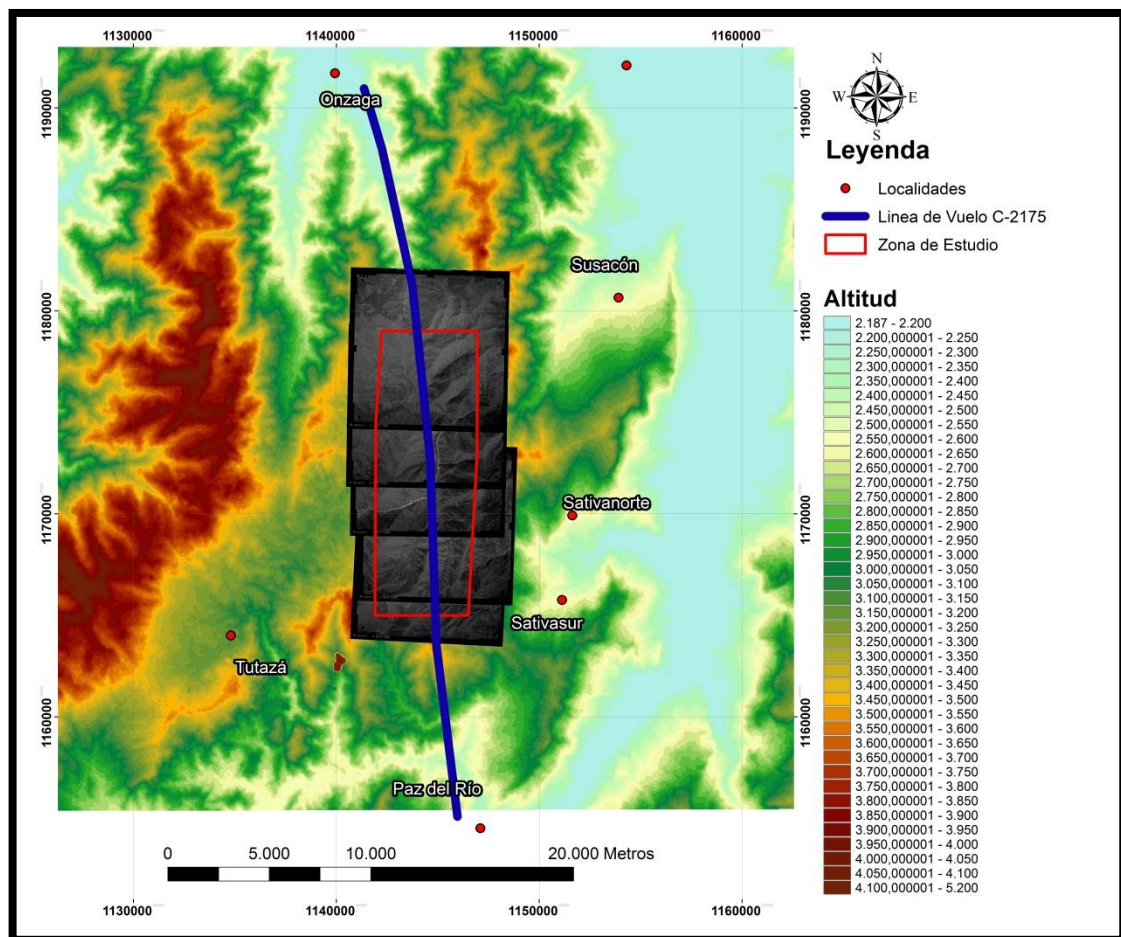 1130000 1140000 1150000 1160000
N
W E
S
1190000 1190000
Onzaga
Leyenda
Localidades
Linea de Vuelo C-2175
Zona de Estudio
Susacón
1180000 1180000
Altitud
2.187 - 2.200
2.200,000001 - 2.250
2.250,000001 - 2.300
2.300,000001 - 2.350
2.350,000001 - 2.400
2.400,000001 - 2.450
2.450,000001 - 2.500
2.500,000001 - 2.550
2.550,000001 - 2.600
2.600,000001 - 2.650
2.650,000001 - 2.700
2.700,000001 - 2.750
2.750,000001 - 2.800
2.800,000001 - 2.850
2.850,000001 - 2.900
2.900,000001 - 2.950
2.950,000001 - 3.000
3.000,000001 - 3.050
3.050,000001 - 3.100
3.100,000001 - 3.150
3.150,000001 - 3.200
3.200,000001 - 3.250
3.250,000001 - 3.300
3.300,000001 - 3.350
3.350,000001 - 3.400
3.400,000001 - 3.450
3.450,000001 - 3.500
3.500,000001 - 3.550
3.550,000001 - 3.600
3.600,000001 - 3.650
3.650,000001 - 3.700
3.700,000001 - 3.750
3.750,000001 - 3.800
3.800,000001 - 3.850
3.850,000001 - 3.900
3.900,000001 - 3.950
3.950,000001 - 4.000
4.000,000001 - 4.050
4.050,000001 - 4.100
4.100,000001 - 5.200
Sativanorte
1170000 1170000
Sativasur
Tutazá
1160000 1160000
Paz del Río
0 5.000 10.000 20.000 Metros
1130000 1140000 1150000 1160000